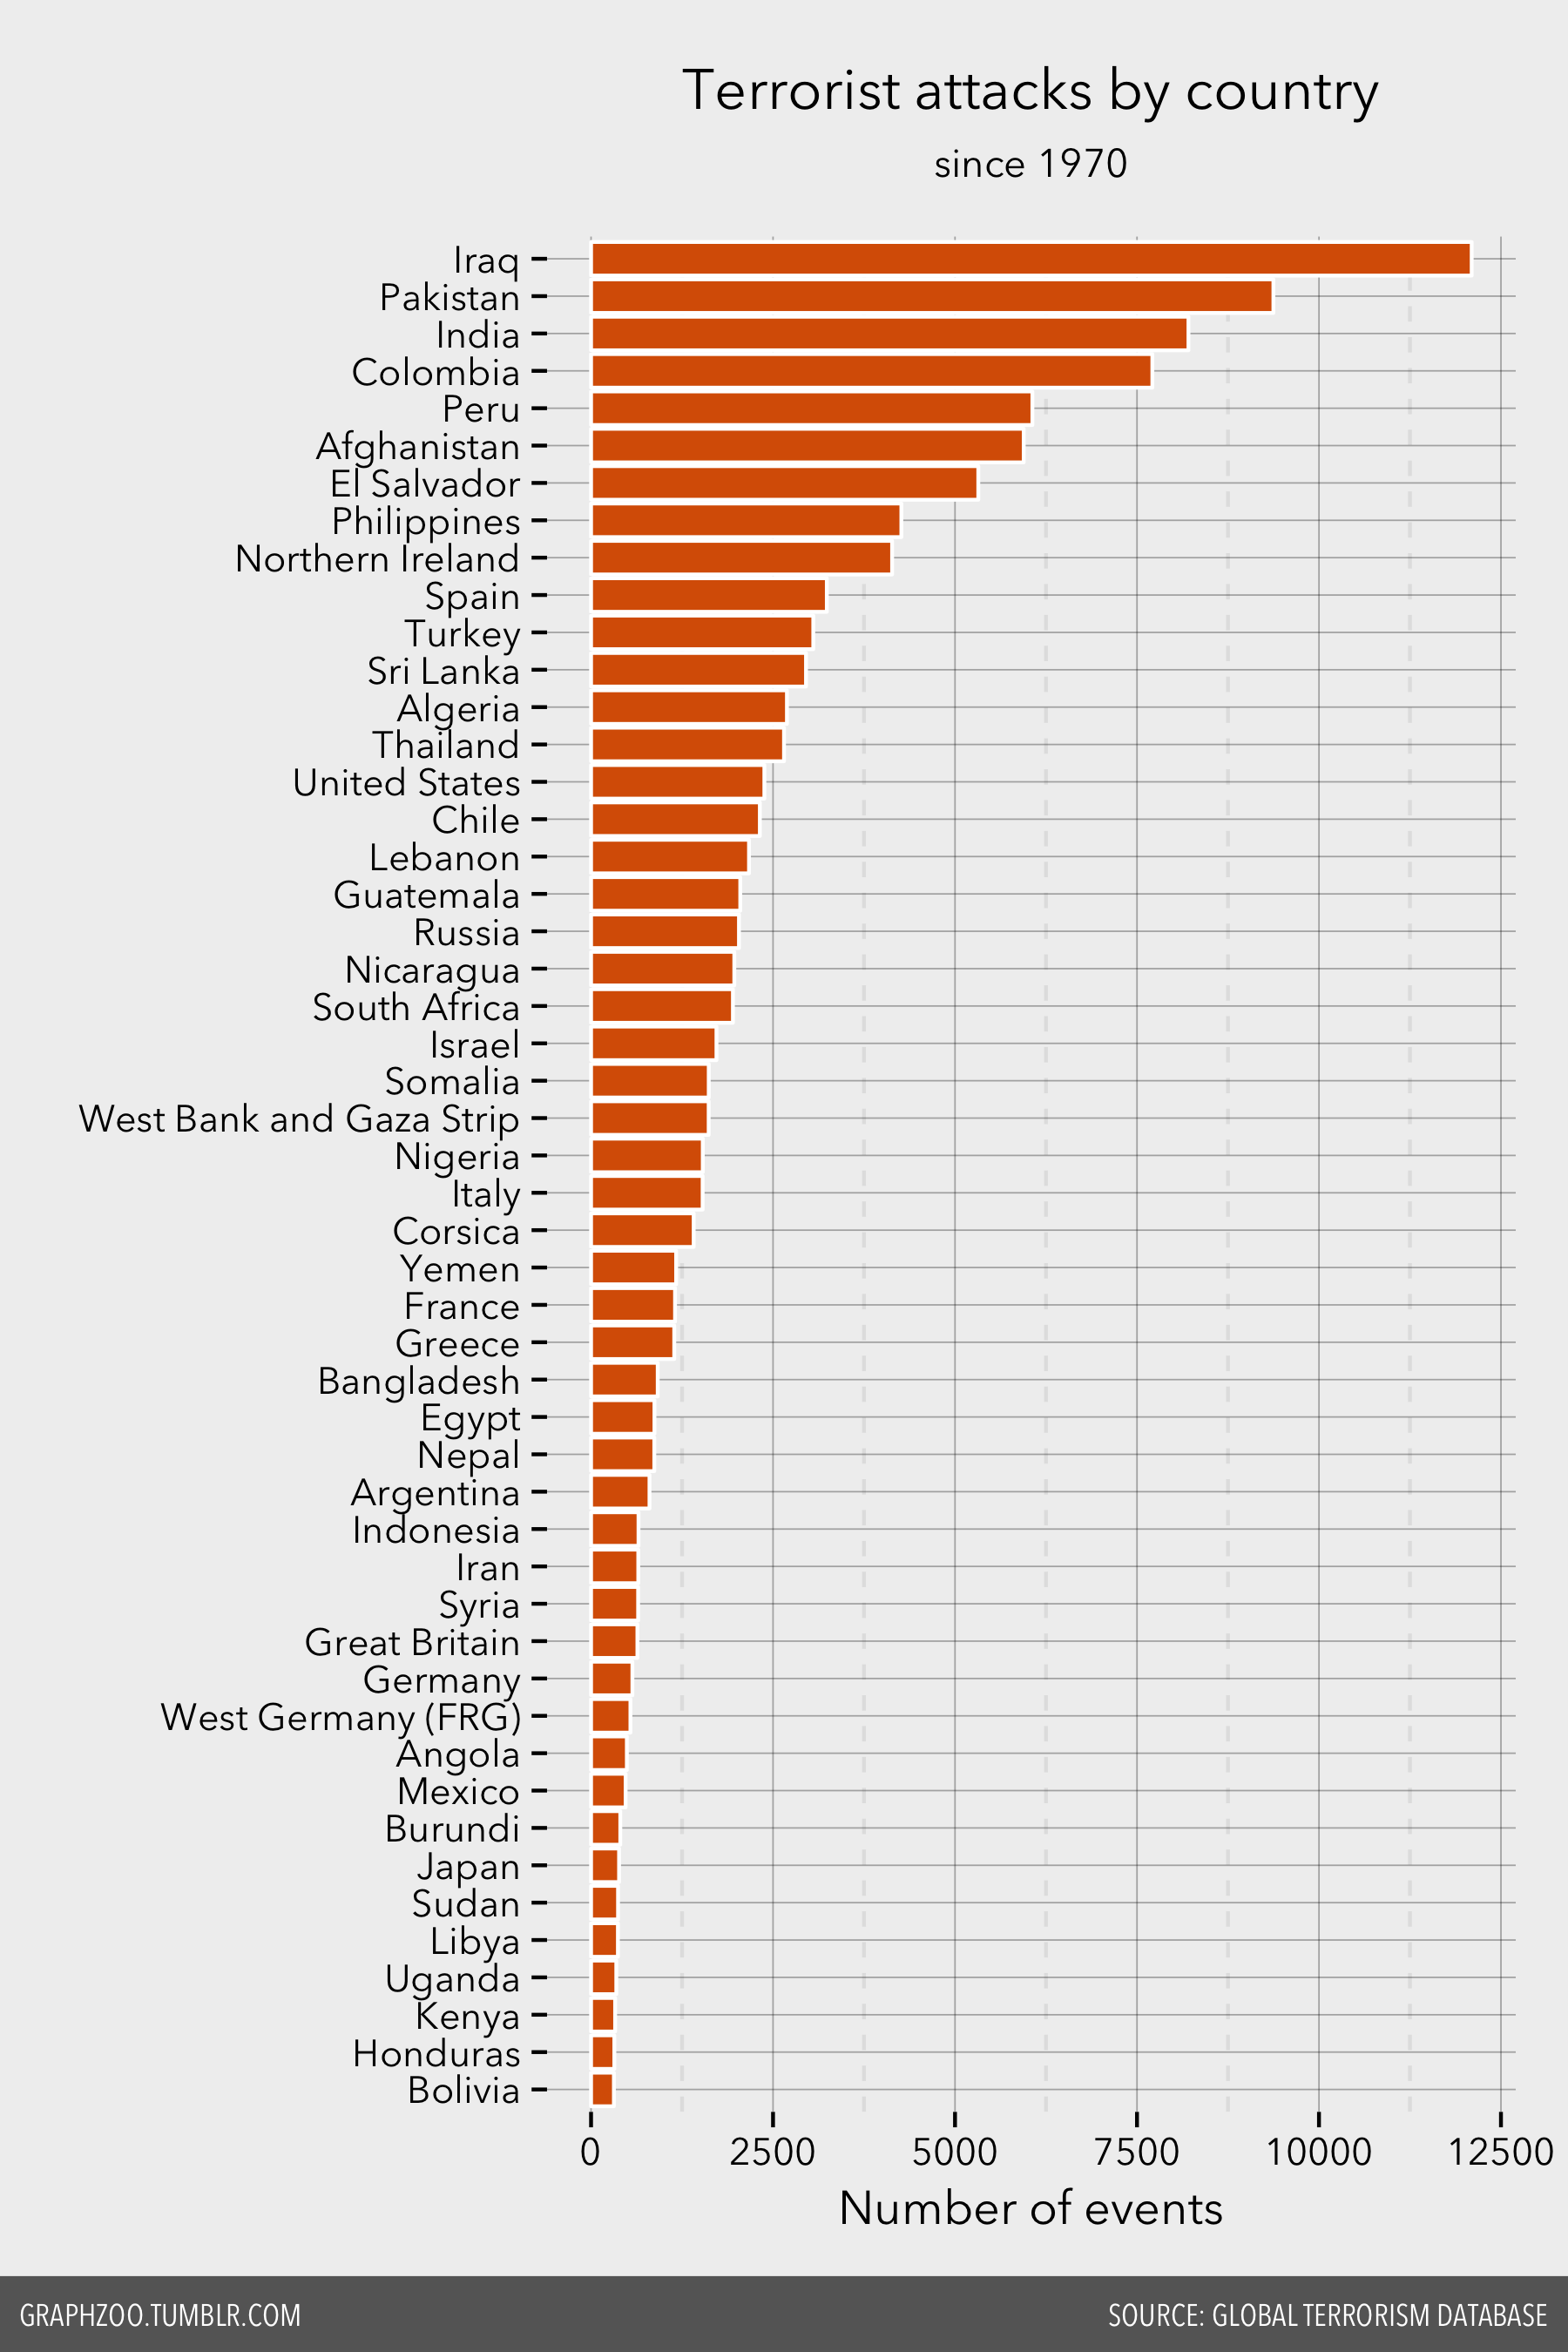 Terrorist attacks by country
since 1970
Iraq
Pakistan
India
Colombia
Peru
Afghanistan
El Salvador
Philippines
Northern Ireland
Spain
Turkey
Sri Lanka
Algeria
Thailand
United States
Chile
Lebanon
Guatemala
Russia
Nicaragua
South Africa
Israel
Somalia
West Bank and Gaza Strip
Nigeria
Italy
Corsica
Yemen
France
Greece
Bangladesh
Egypt
Nepal
Argentina
Indonesia
Iran
Syria
Great Britain
Germany
West Germany (FRG)
Angola
Mexico
Burundi
Japan
Sudan
Libya
Uganda
Kenya
Honduras
Bolivia
0 2500 5000 7500 10000 12500
Number of events
GRAPHZOO.TUMBLR.COM SOURCE: GLOBAL TERRORISM DATABASE